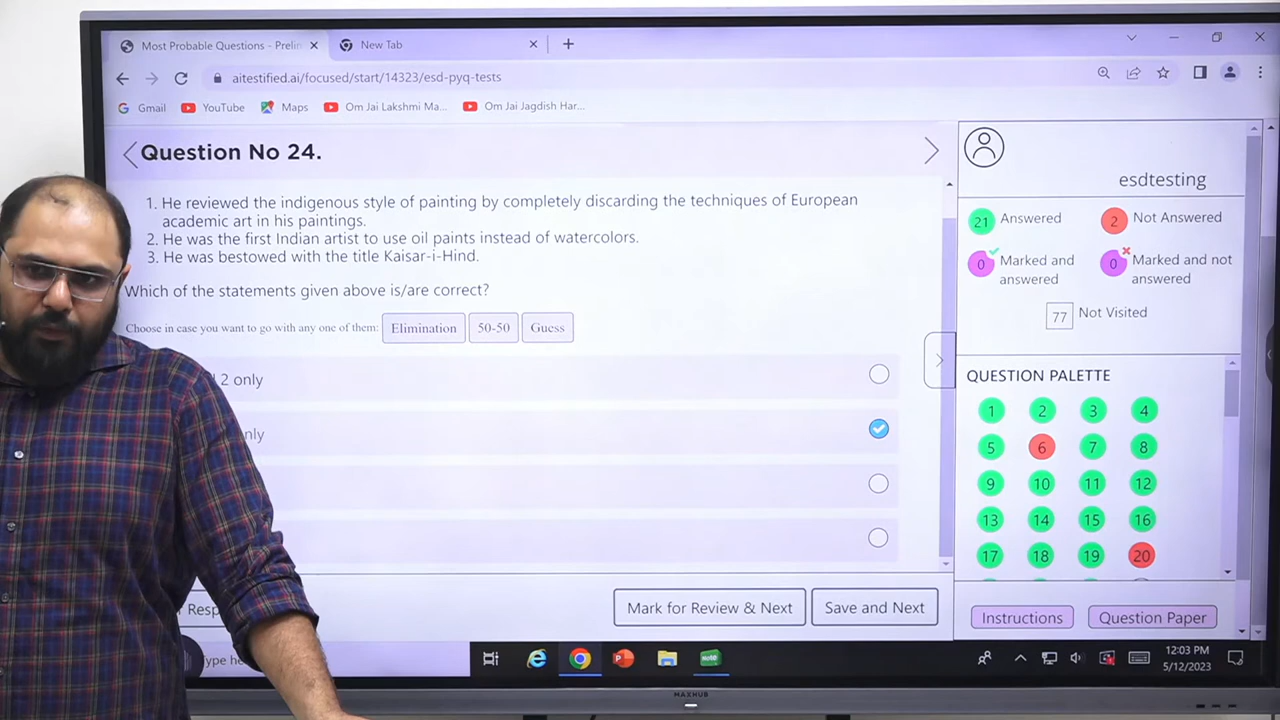 Most Probable Questions - Prelim
New Tab
aitestified.ai/focused/start/14323/esd-pyq-tests
Gmail
YouTube
Maps
Om Jai Lakshmi Ma...
Om Jai Jagdish Har...
Question No 24.
1. He reviewed the indigenous style of painting by completely discarding the techniques of European
academic art in his paintings.
2. He was the first Indian artist to use oil paints instead of watercolors.
3. He was bestowed with the title Kaisar-i-Hind.
Which of the statements given above is/are correct?
Choose in case you want to go with any one of them: Elimination 50-50 Guess
2 only
Mark for Review & Next
Save and Next
esdtesting
21 Answered
2 Not Answered
0 Marked and answered
0 Marked and not answered
77 Not Visited
QUESTION PALETTE
1 2 3 4
5 6 7 8
9 10 11 12
13 14 15 16
17 18 19 20
Instructions
Question Paper
12:03 PM
5/12/2023
MAXHUB